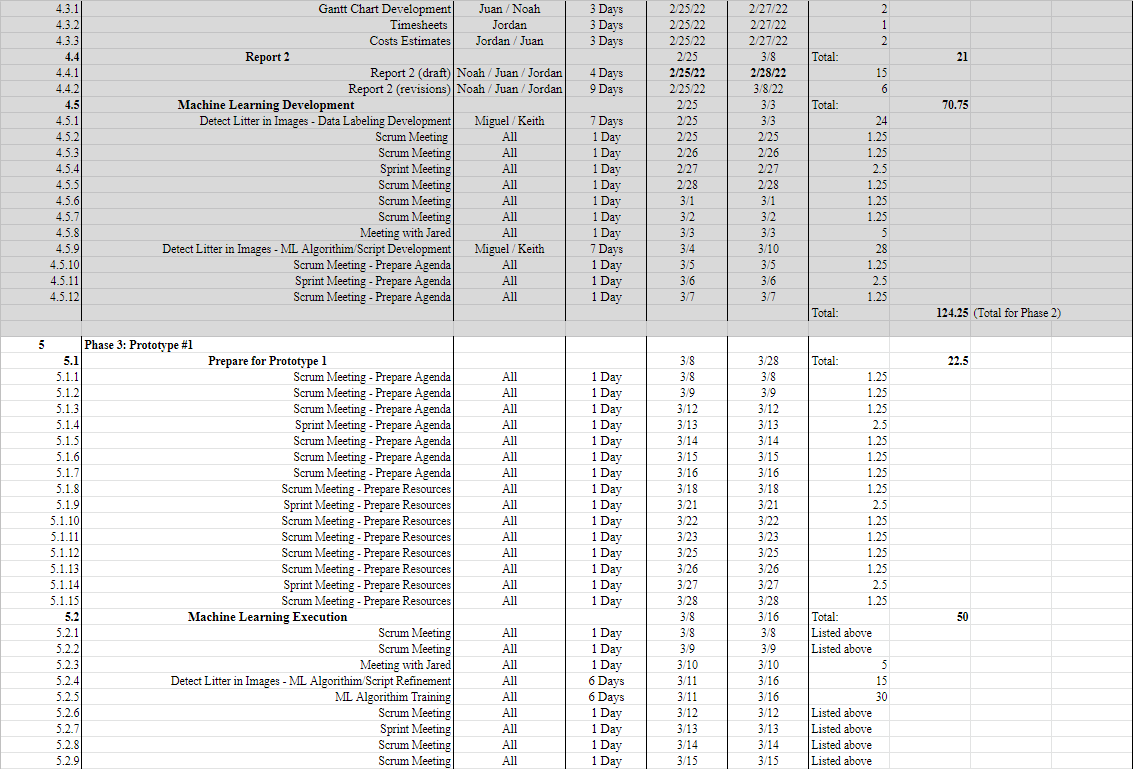 4.3.1 Gantt Chart Development Juan / Noah 3 Days 2/25/22 2/27/22 2
4.3.2 Timesheets Jordan 3 Days 2/25/22 2/27/22 1
4.3.3 Costs Estimates Jordan / Juan 3 Days 2/25/22 2/27/22 2
4.4 Report 2 2/25 3/8 Total: 21
4.4.1 Report 2 (draft) Noah / Juan / Jordan 4 Days 2/25/22 2/28/22 15
4.4.2 Report 2 (revisions) Noah / Juan / Jordan 9 Days 2/25/22 3/8/22 6
4.5 Machine Learning Development 2/25 3/3 Total: 70.75
4.5.1 Detect Litter in Images - Data Labeling Development Miguel / Keith 7 Days 2/25 3/3 24
4.5.2 Scrum Meeting All 1 Day 2/25 2/25 1.25
4.5.3 Scrum Meeting All 1 Day 2/26 2/26 1.25
4.5.4 Sprint Meeting All 1 Day 2/27 2/27 2.5
4.5.5 Scrum Meeting All 1 Day 2/28 2/28 1.25
4.5.6 Scrum Meeting All 1 Day 3/1 3/1 1.25
4.5.7 Scrum Meeting All 1 Day 3/2 3/2 1.25
4.5.8 Meeting with Jared All 1 Day 3/3 3/3 5
4.5.9 Detect Litter in Images - ML Algorithim/Script Development Miguel / Keith 7 Days 3/4 3/10 28
4.5.10 Scrum Meeting - Prepare Agenda All 1 Day 3/5 3/5 1.25
4.5.11 Sprint Meeting - Prepare Agenda All 1 Day 3/6 3/6 2.5
4.5.12 Scrum Meeting - Prepare Agenda All 1 Day 3/7 3/7 1.25
Total: 124.25 (Total for Phase 2)
5 Phase 3: Prototype #1
5.1 Prepare for Prototype 1 3/8 3/28 Total: 22.5
5.1.1 Scrum Meeting - Prepare Agenda All 1 Day 3/8 3/8 1.25
5.1.2 Scrum Meeting - Prepare Agenda All 1 Day 3/9 3/9 1.25
5.1.3 Scrum Meeting - Prepare Agenda All 1 Day 3/12 3/12 1.25
5.1.4 Sprint Meeting - Prepare Agenda All 1 Day 3/13 3/13 2.5
5.1.5 Scrum Meeting - Prepare Agenda All 1 Day 3/14 3/14 1.25
5.1.6 Scrum Meeting - Prepare Agenda All 1 Day 3/15 3/15 1.25
5.1.7 Scrum Meeting - Prepare Agenda All 1 Day 3/16 3/16 1.25
5.1.8 Scrum Meeting - Prepare Resources All 1 Day 3/18 3/18 1.25
5.1.9 Sprint Meeting - Prepare Resources All 1 Day 3/21 3/21 2.5
5.1.10 Scrum Meeting - Prepare Resources All 1 Day 3/22 3/22 1.25
5.1.11 Scrum Meeting - Prepare Resources All 1 Day 3/23 3/23 1.25
5.1.12 Scrum Meeting - Prepare Resources All 1 Day 3/25 3/25 1.25
5.1.13 Scrum Meeting - Prepare Resources All 1 Day 3/26 3/26 1.25
5.1.14 Sprint Meeting - Prepare Resources All 1 Day 3/27 3/27 2.5
5.1.15 Scrum Meeting - Prepare Resources All 1 Day 3/28 3/28 1.25
5.2 Machine Learning Execution 3/8 3/16 Total: 50
5.2.1 Scrum Meeting All 1 Day 3/8 3/8 Listed above
5.2.2 Scrum Meeting All 1 Day 3/9 3/9 Listed above
5.2.3 Meeting with Jared All 1 Day 3/10 3/10 5
5.2.4 Detect Litter in Images - ML Algorithim/Script Refinement All 6 Days 3/11 3/16 15
5.2.5 ML Algorithim Training All 6 Days 3/11 3/16 30
5.2.6 Scrum Meeting All 1 Day 3/12 3/12 Listed above
5.2.7 Sprint Meeting All 1 Day 3/13 3/13 Listed above
5.2.8 Scrum Meeting All 1 Day 3/14 3/14 Listed above
5.2.9 Scrum Meeting All 1 Day 3/15 3/15 Listed above